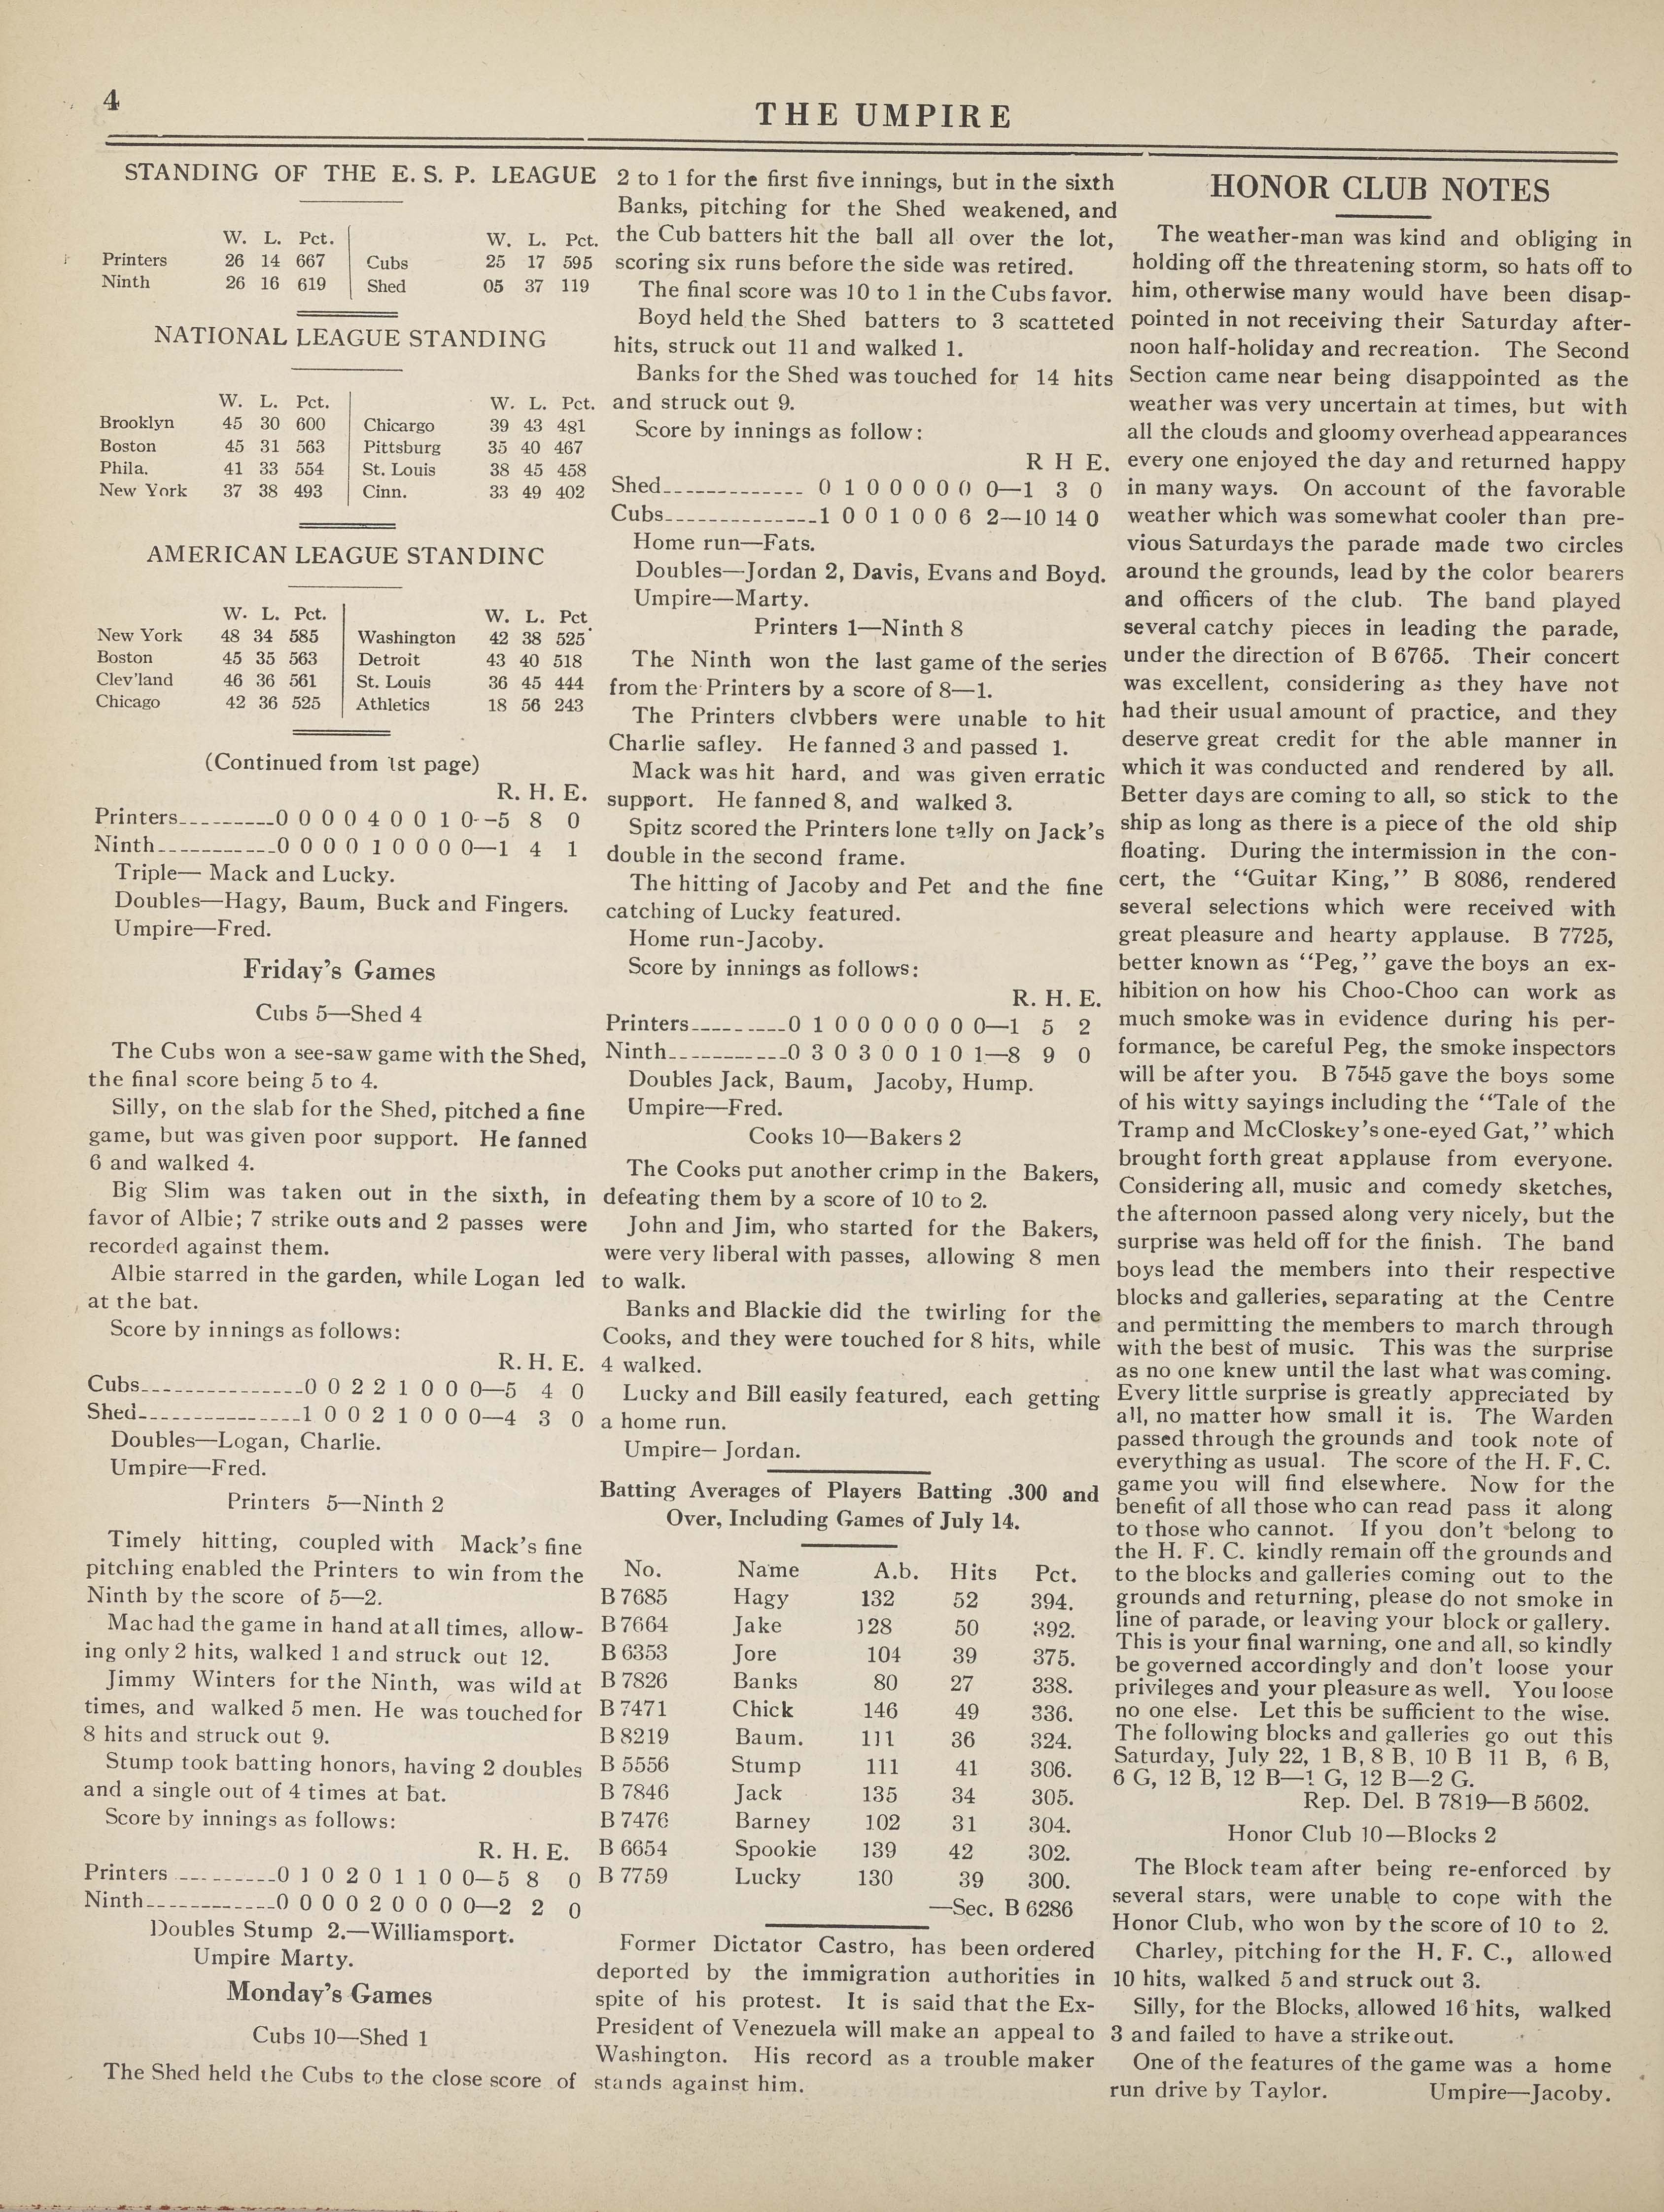 4
THE UMPIRE
STANDING OF THE E. S. P. LEAGUE
W. L. Pct. W. L. Pct.
Printers 26 14 667 Cubs 25 17 595
Ninth 26 16 619 Shed 05 37 119
NATIONAL LEAGUE STANDING
W. L. Pct. W. L. Pct.
Brooklyn 45 30 600 Chicargo 39 43 481
Boston 45 31 563 Pittsburg 35 40 467
Phila. 41 33 554 St. Louis 38 45 458
New York 37 38 493 Cinn. 33 49 402
AMERICAN LEAGUE STANDINC
W. L. Pct. W. L. Pct.
New York 48 34 585 Washington 42 38 525
Boston 45 35 563 Detroit 43 40 518
Clev'land 46 36 561 St. Louis 36 45 444
Chicago 42 36 525 Athletics 18 56 243
(Continued from 1st page)
R. H. E.
Printers----------0 0 0 0 4 0 0 1 0--5 8 0
Ninth-----------0 0 0 0 1 0 0 0 0—1 4 1
Triple— Mack and Lucky.
Doubles—Hagy, Baum, Buck and Fingers.
Umpire—Fred.
Friday's Games
Cubs 5—Shed 4
The Cubs won a see-saw game with the Shed,
the final score being 5 to 4.
Silly, on the slab for the Shed, pitched a fine
game, but was given poor support. He fanned
6 and walked 4.
Big Slim was taken out in the sixth, in
favor of Albie; 7 strike outs and 2 passes were
recorded against them.
Albie starred in the garden, while Logan led
at the bat.
Score by innings as follows:
R. H. E.
Cubs---------------0 0 2 2 1 0 0 0—5 4 0
Shed---------------1 0 0 2 1 0 0 0—4 3 0
Doubles—Logan, Charlie.
Umpire—Fred.
Printers 5—Ninth 2
Timely hitting, coupled with Mack's fine
pitching enabled the Printers to win from the
Ninth by the score of 5—2.
Mac had the game in hand at all times, allow-
ing only 2 hits, walked 1 and struck out 12.
Jimmy Winters for the Ninth, was wild at
times, and walked 5 men. He was touched for
8 hits and struck out 9.
Stump took batting honors, having 2 doubles
and a single out of 4 times at bat.
Score by innings as follows:
R. H. E.
Printers ----------0 1 0 2 0 1 1 0 0—5 8 0
Ninth------------0 0 0 0 2 0 0 0 0—2 2 0
Doubles Stump 2.—Williamsport.
Umpire Marty.
Monday's Games
Cubs 10—Shed 1
The Shed held the Cubs to the close score of
2 to 1 for the first five innings, but in the sixth
Banks, pitching for the Shed weakened, and
the Cub batters hit the ball all over the lot,
scoring six runs before the side was retired.
The final score was 10 to 1 in the Cubs favor.
Boyd held the Shed batters to 3 scatteted
hits, struck out 11 and walked 1.
Banks for the Shed was touched for 14 hits
and struck out 9.
Score by innings as follow:
R H E.
Shed------------- 0 1 0 0 0 0 0 0—1 3 0
Cubs--------------1 0 0 1 0 0 6 2—10 14 0
Home run—Fats.
Doubles—Jordan 2, Davis, Evans and Boyd.
Umpire—Marty.
Printers 1—Ninth 8
The Ninth won the last game of the series
from the Printers by a score of 8—1.
The Printers clvbbers were unable to hit
Charlie safley. He fanned 3 and passed 1.
Mack was hit hard, and was given erratic
support. He fanned 8, and walked 3.
Spitz scored the Printers lone tally on Jack's
double in the second frame.
The hitting of Jacoby and Pet and the fine
catching of Lucky featured.
Home run-Jacoby.
Score by innings as follows:
R. H. E.
Printers---------0 1 0 0 0 0 0 0 0—1 5 2
Ninth-----------0 3 0 3 0 0 1 0 1—8 9 0
Doubles Jack, Baum, Jacoby, Hump.
Umpire—Fred.
Cooks 10—Bakers 2
The Cooks put another crimp in the Bakers,
defeating them by a score of 10 to 2.
John and Jim, who started for the Bakers,
were very liberal with passes, allowing 8 men
to walk.
Banks and Blackie did the twirling for the
Cooks, and they were touched for 8 hits, while
4 walked.
Lucky and Bill easily featured, each getting
a home run.
Umpire—Jordan.
Batting Averages of Players Batting .300 and
Over, Including Games of July 14.
No. Name A.b. Hits Pct.
B 7685 Hagy 132 52 394.
B 7664 Jake 128 50 392.
B 6353 Jore 104 39 375.
B 7826 Banks 80 27 338.
B 7471 Chick 146 49 336.
B 8219 Baum. 111 36 324.
B 5556 Stump 111 41 306.
B 7846 Jack 135 34 305.
B 7476 Barney 102 31 304.
B 6654 Spookie 139 42 302.
B 7759 Lucky 130 39 300.
—Sec. B 6286
Former Dictator Castro, has been ordered
deported by the immigration authorities in
spite of his protest. It is said that the Ex-
President of Venezuela will make an appeal to
Washington. His record as a trouble maker
stands against him.
HONOR CLUB NOTES
The weather-man was kind and obliging in
holding off the threatening storm, so hats off to
him, otherwise many would have been disap-
pointed in not receiving their Saturday after-
noon half-holiday and recreation. The Second
Section came near being disappointed as the
weather was very uncertain at times, but with
all the clouds and gloomy overhead appearances
every one enjoyed the day and returned happy
in many ways. On account of the favorable
weather which was somewhat cooler than pre-
vious Saturdays the parade made two circles
around the grounds, lead by the color bearers
and officers of the club. The band played
several catchy pieces in leading the parade,
under the direction of B 6765. Their concert
was excellent, considering as they have not
had their usual amount of practice, and they
deserve great credit for the able manner in
which it was conducted and rendered by all.
Better days are coming to all, so stick to the
ship as long as there is a piece of the old ship
floating. During the intermission in the con-
cert, the "Guitar King," B 8086, rendered
several selections which were received with
great pleasure and hearty applause. B 7725,
better known as "Peg," gave the boys an ex-
hibition on how his Choo-Choo can work as
much smoke was in evidence during his per-
formance, be careful Peg, the smoke inspectors
will be after you. B 7545 gave the boys some
of his witty sayings including the "Tale of the
Tramp and McCloskey's one-eyed Gat," which
brought forth great applause from everyone.
Considering all, music and comedy sketches,
the afternoon passed along very nicely, but the
surprise was held off for the finish. The band
boys lead the members into their respective
blocks and galleries, separating at the Centre
and permitting the members to march through
with the best of music. This was the surprise
as no one knew until the last what was coming.
Every little surprise is greatly appreciated by
all, no matter how small it is. The Warden
passed through the grounds and took note of
everything as usual. The score of the H. F. C.
game you will find elsewhere. Now for the
benefit of all those who can read pass it along
to those who cannot. If you don't belong to
the H. F. C. kindly remain off the grounds and
to the blocks and galleries coming out to the
grounds and returning, please do not smoke in
line of parade, or leaving your block or gallery.
This is your final warning, one and all, so kindly
be governed accordingly and don't loose your
privileges and your pleasure as well. You loose
no one else. Let this be sufficient to the wise.
The following blocks and galleries go out this
Saturday, July 22, 1 B, 8 B, 10 B 11 B, 6 B,
6 G, 12 B, 12 B—1 G, 12 B—2 G.
Rep. Del. B 7819—B 5602.
Honor Club 10—Blocks 2
The Block team after being re-enforced by
several stars, were unable to cope with the
Honor Club, who won by the score of 10 to 2.
Charley, pitching for the H. F. C., allowed
10 hits, walked 5 and struck out 3.
Silly, for the Blocks, allowed 16 hits, walked
3 and failed to have a strikeout.
One of the features of the game was a home
run drive by Taylor. Umpire—Jacoby.